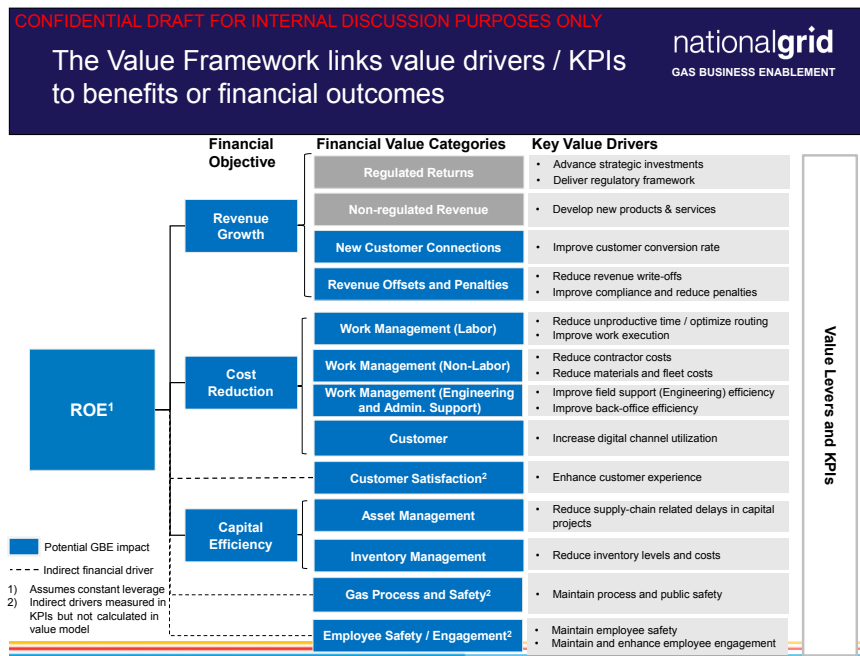 CONFIDENTIAL DRAFT FOR INTERNAL DISCUSSION PURPOSES ONLY
The Value Framework links value drivers / KPIs
to benefits or financial outcomes
nationalgrid
GAS BUSINESS ENABLEMENT
Financial
Objective
Financial Value Categories
Key Value Drivers
Regulated Returns
• Advance strategic investments
• Deliver regulatory framework
Non-regulated Revenue
• Develop new products & services
Revenue
Growth
New Customer Connections
• Improve customer conversion rate
Revenue Offsets and Penalties
• Reduce revenue write-offs
• Improve compliance and reduce penalties
Work Management (Labor)
• Reduce unproductive time / optimize routing
• Improve work execution
Cost
Reduction
Work Management (Non-Labor)
• Reduce contractor costs
• Reduce materials and fleet costs
Work Management (Engineering
and Admin. Support)
• Improve field support (Engineering) efficiency
• Improve back-office efficiency
ROE1
Customer
• Increase digital channel utilization
Customer Satisfaction2
• Enhance customer experience
Capital
Efficiency
Asset Management
• Reduce supply-chain related delays in capital
projects
Inventory Management
• Reduce inventory levels and costs
Gas Process and Safety2
• Maintain process and public safety
Employee Safety / Engagement2
• Maintain employee safety
• Maintain and enhance employee engagement
Value Levers and KPIs
Potential GBE impact
Indirect financial driver
1) Assumes constant leverage
2) Indirect drivers measured in
KPIs but not calculated in
value model